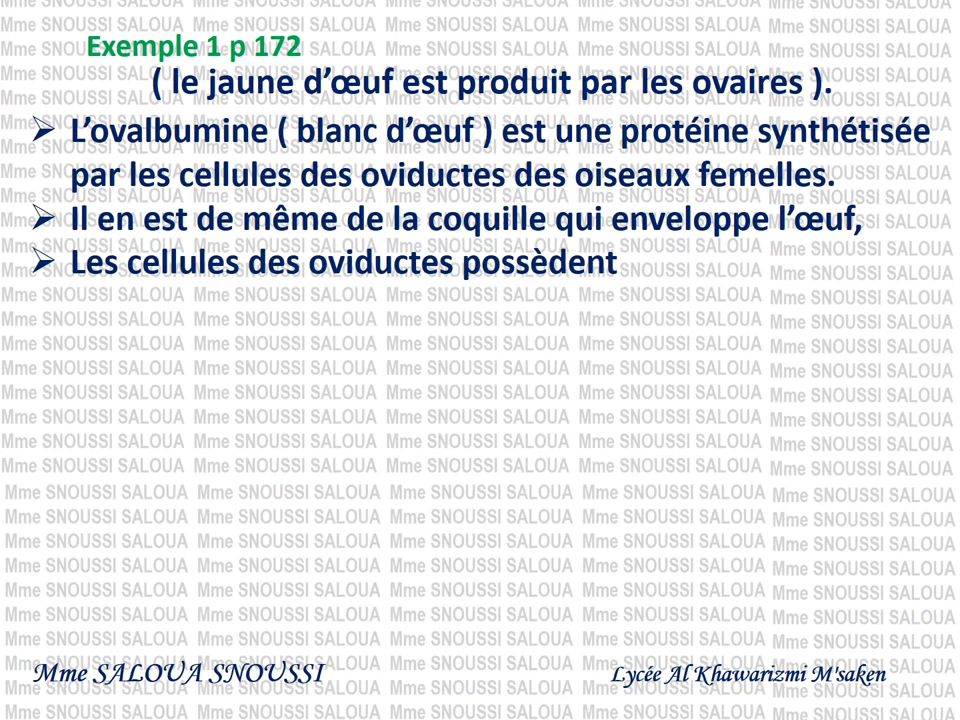 Exemple 1 p 172
( le jaune d’œuf est produit par les ovaires ).
➢ L’ovalbumine ( blanc d’œuf ) est une protéine synthétisée
par les cellules des oviductes des oiseaux femelles.
➢ Il en est de même de la coquille qui enveloppe l’œuf,
➢ Les cellules des oviductes possèdent
Mme SALOUA SNOUSSI
Lycée Al Khawarizmi M'saken